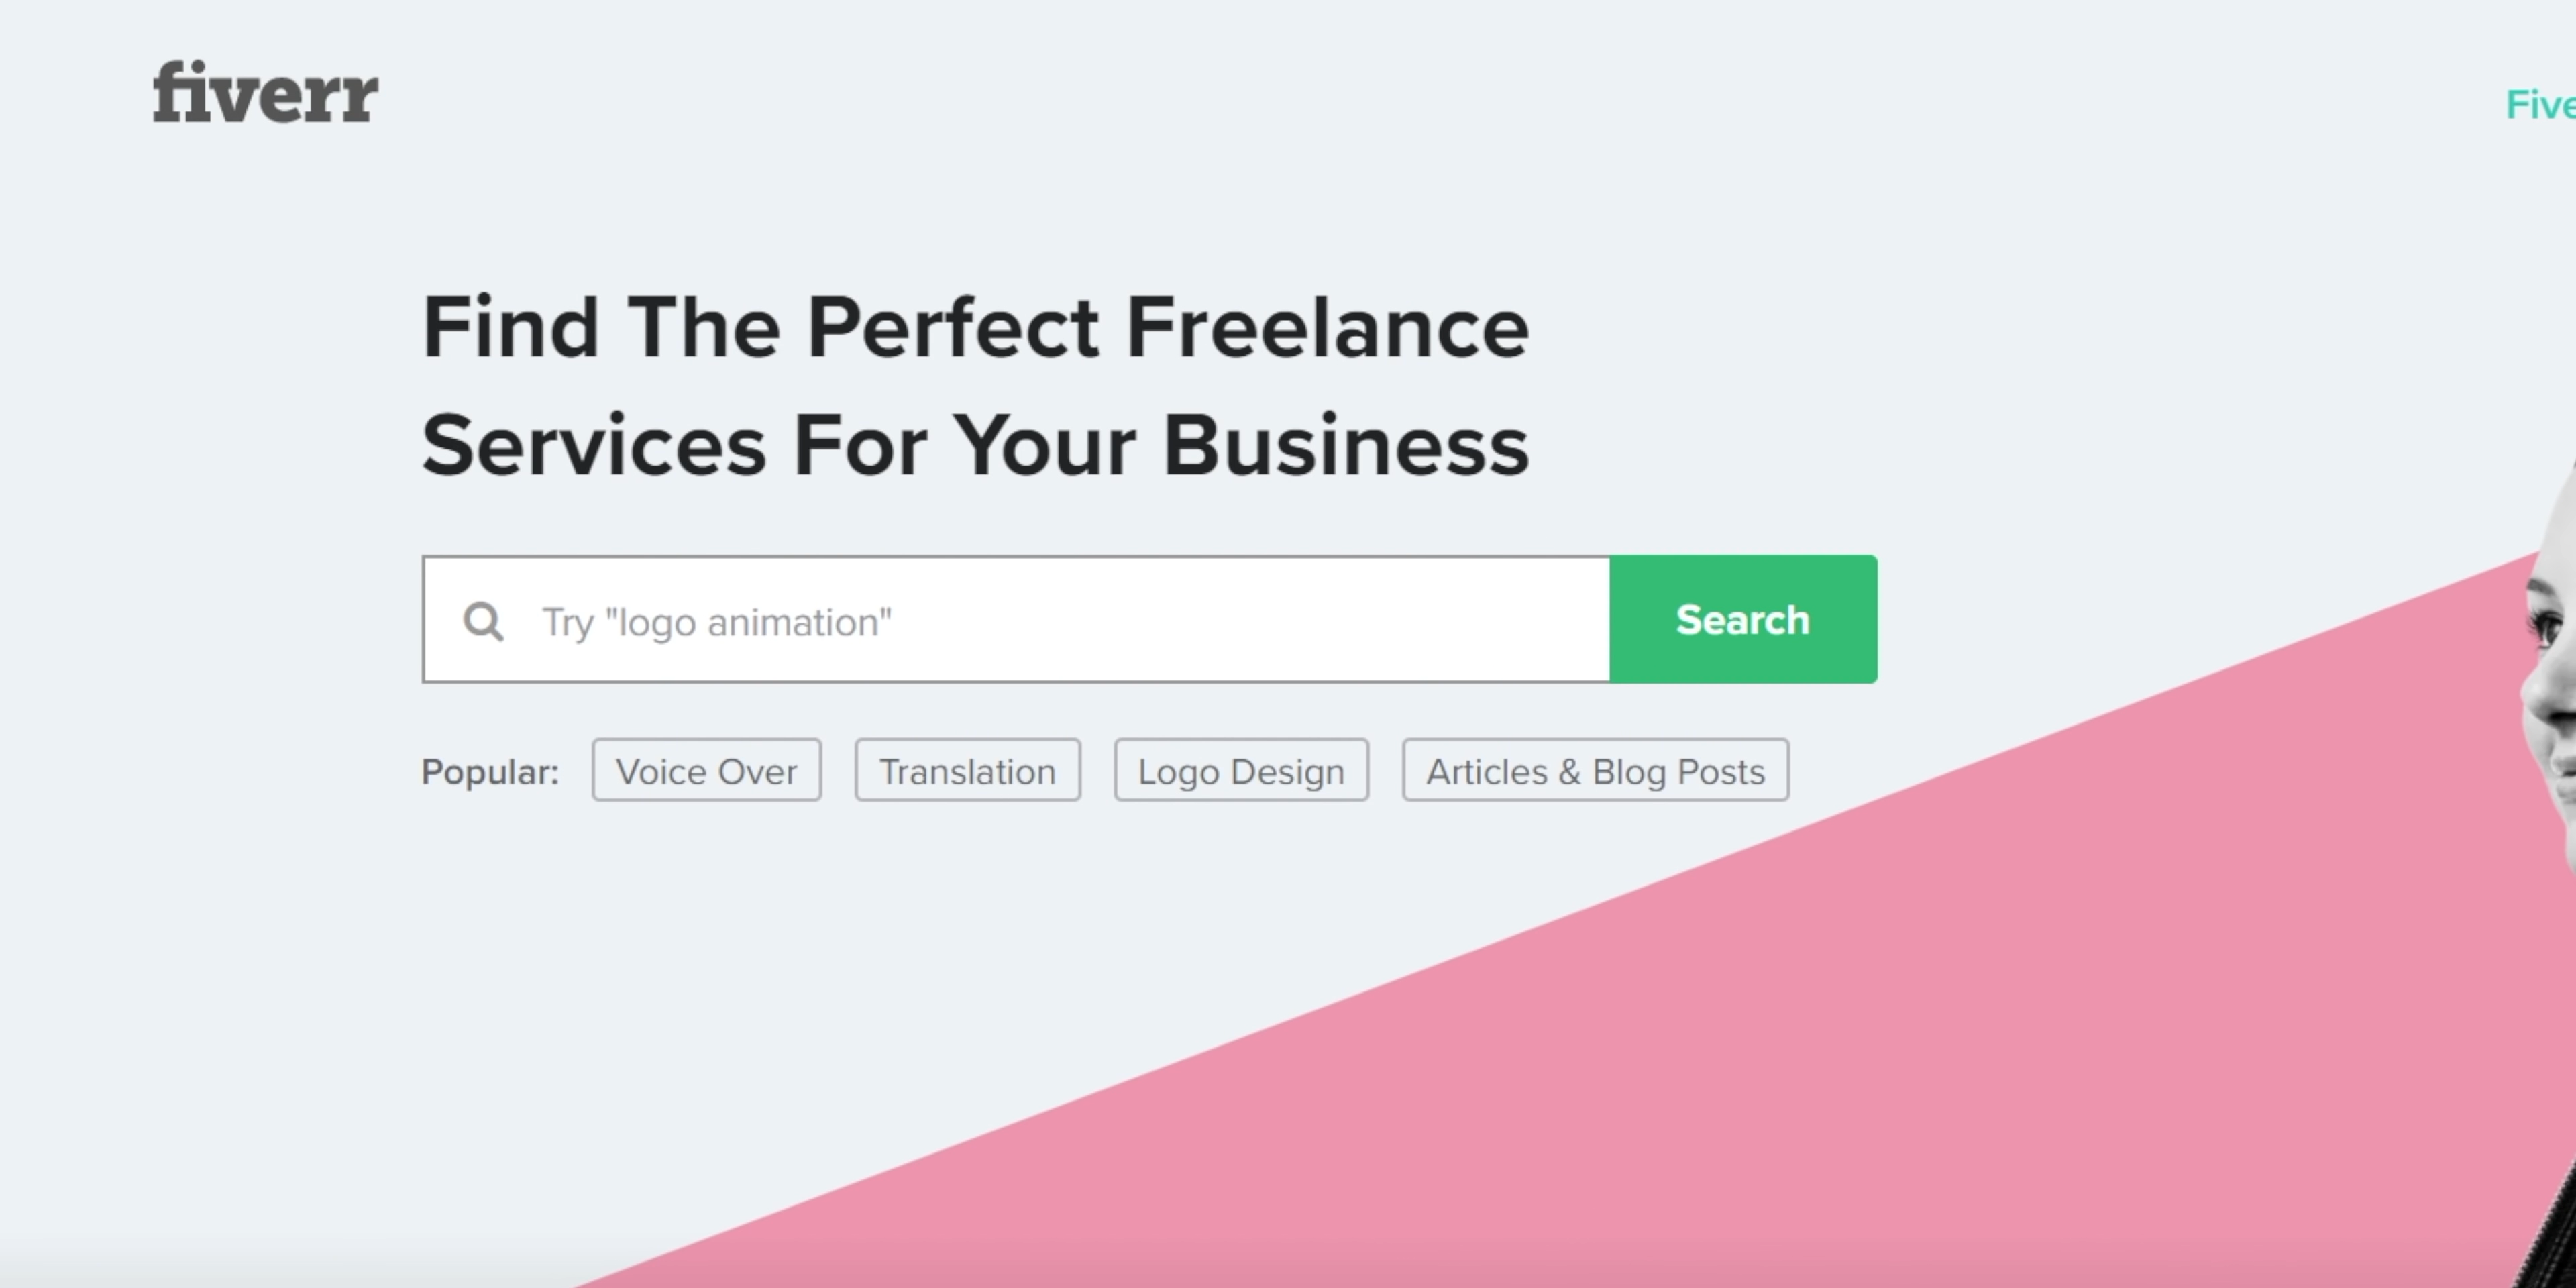 fiverr
Five
Find The Perfect Freelance
Services For Your Business
Try "logo animation"
Search
Popular: Voice Over Translation Logo Design Articles & Blog Posts